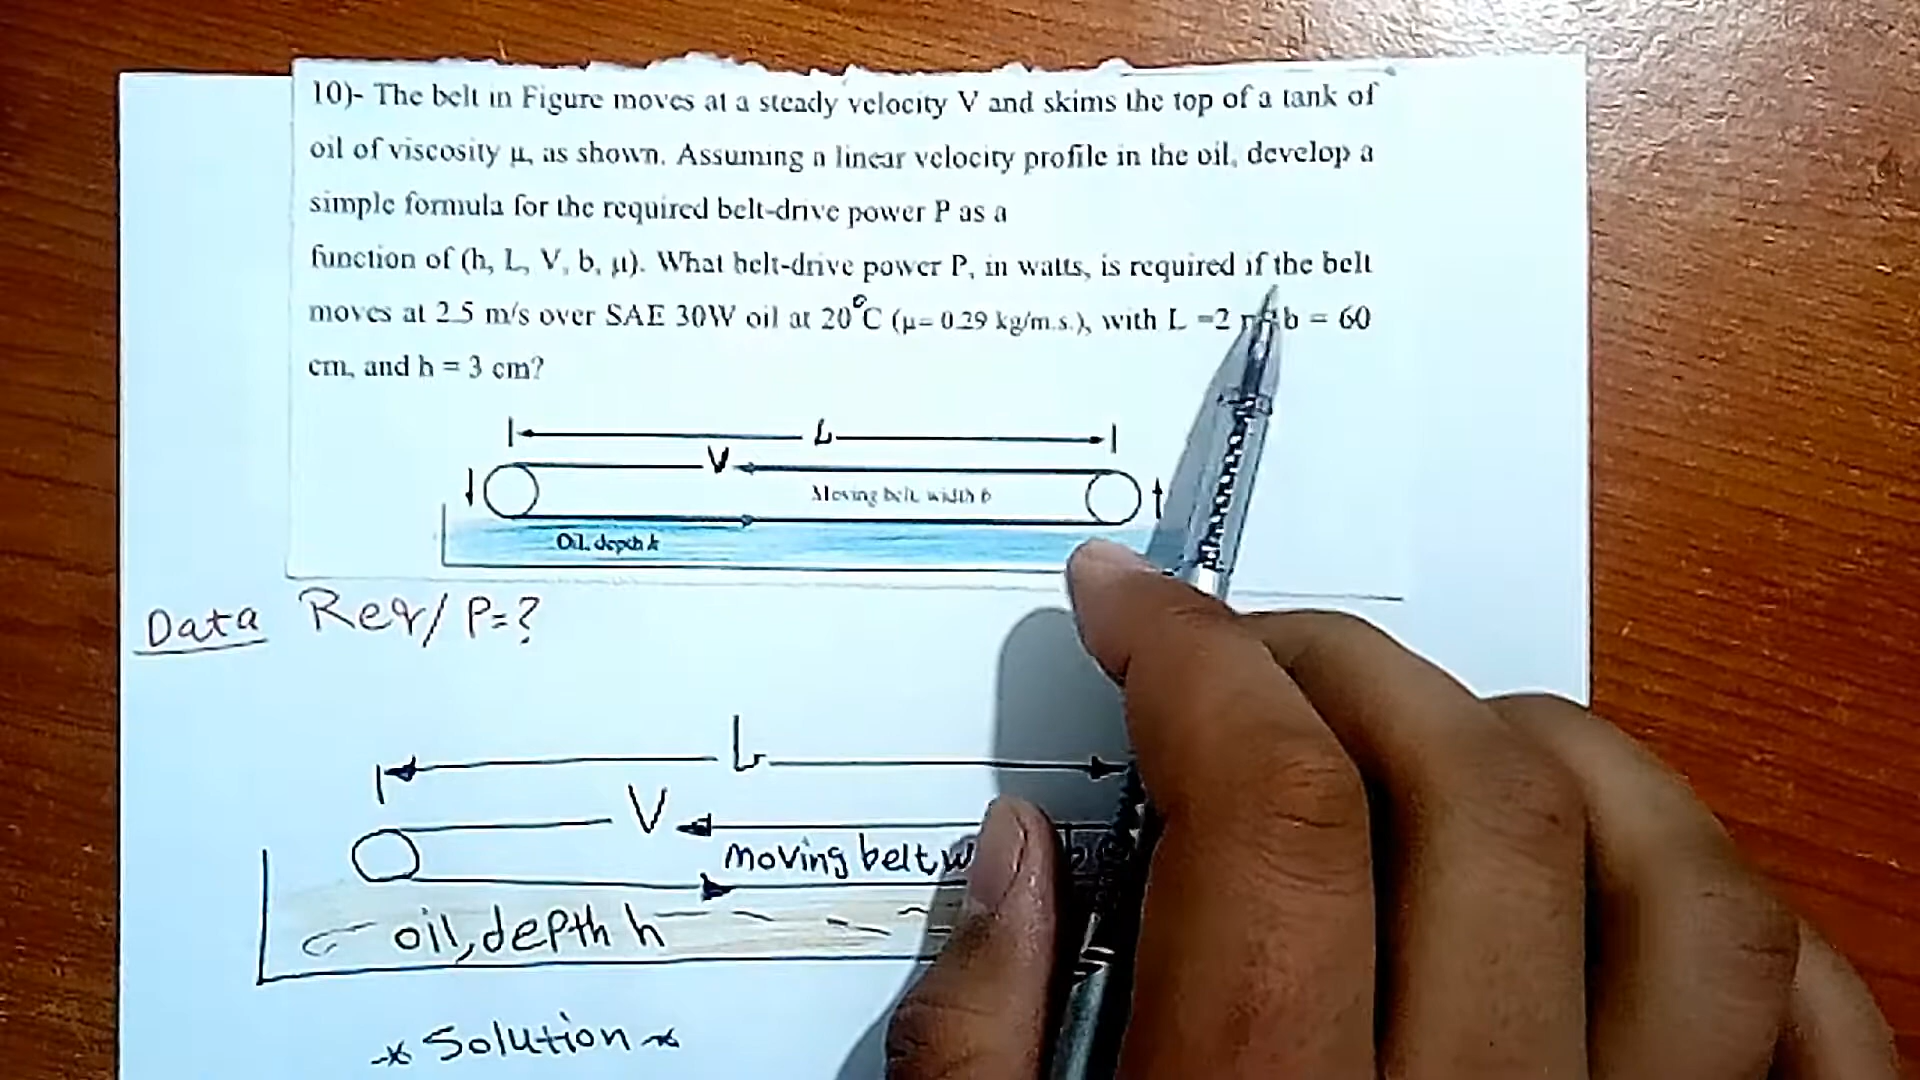 10)- The belt in Figure moves at a steady velocity V and skims the top of a tank of
oil of viscosity μ, as shown. Assuming a linear velocity profile in the oil, develop a
simple formula for the required belt-drive power P as a
function of (h, L, V, b, μ). What belt-drive power P, in watts, is required if the belt
moves at 2.5 m/s over SAE 30W oil at 20°C (μ= 0.29 kg/m.s.), with L =2 b = 60
cm, and h = 3 cm?
L
V
Moving belt, width b
Oil, depth h
Data Req/ P=?
L
V
moving belt,
oil, depth h
* Solution *